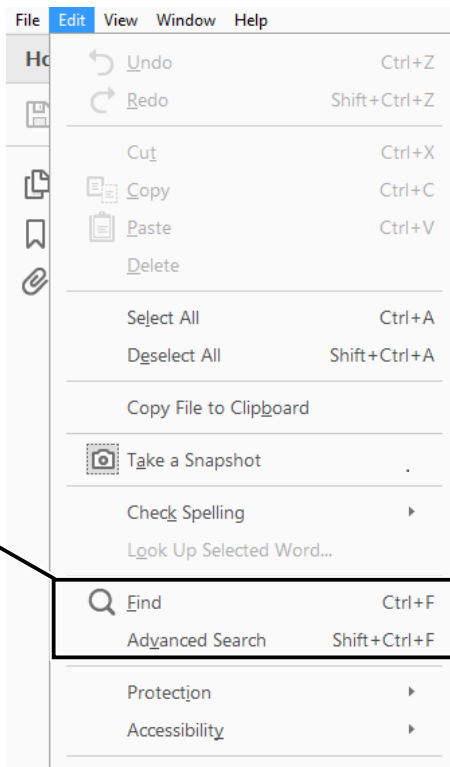 File Edit View Window Help
Ho
Undo Ctrl+Z
Redo Shift+Ctrl+Z
Cut Ctrl+X
Copy Ctrl+C
Paste Ctrl+V
Delete
Select All Ctrl+A
Deselect All Shift+Ctrl+A
Copy File to Clipboard
Take a Snapshot
Check Spelling
Look Up Selected Word...
Find Ctrl+F
Advanced Search Shift+Ctrl+F
Protection
Accessibility